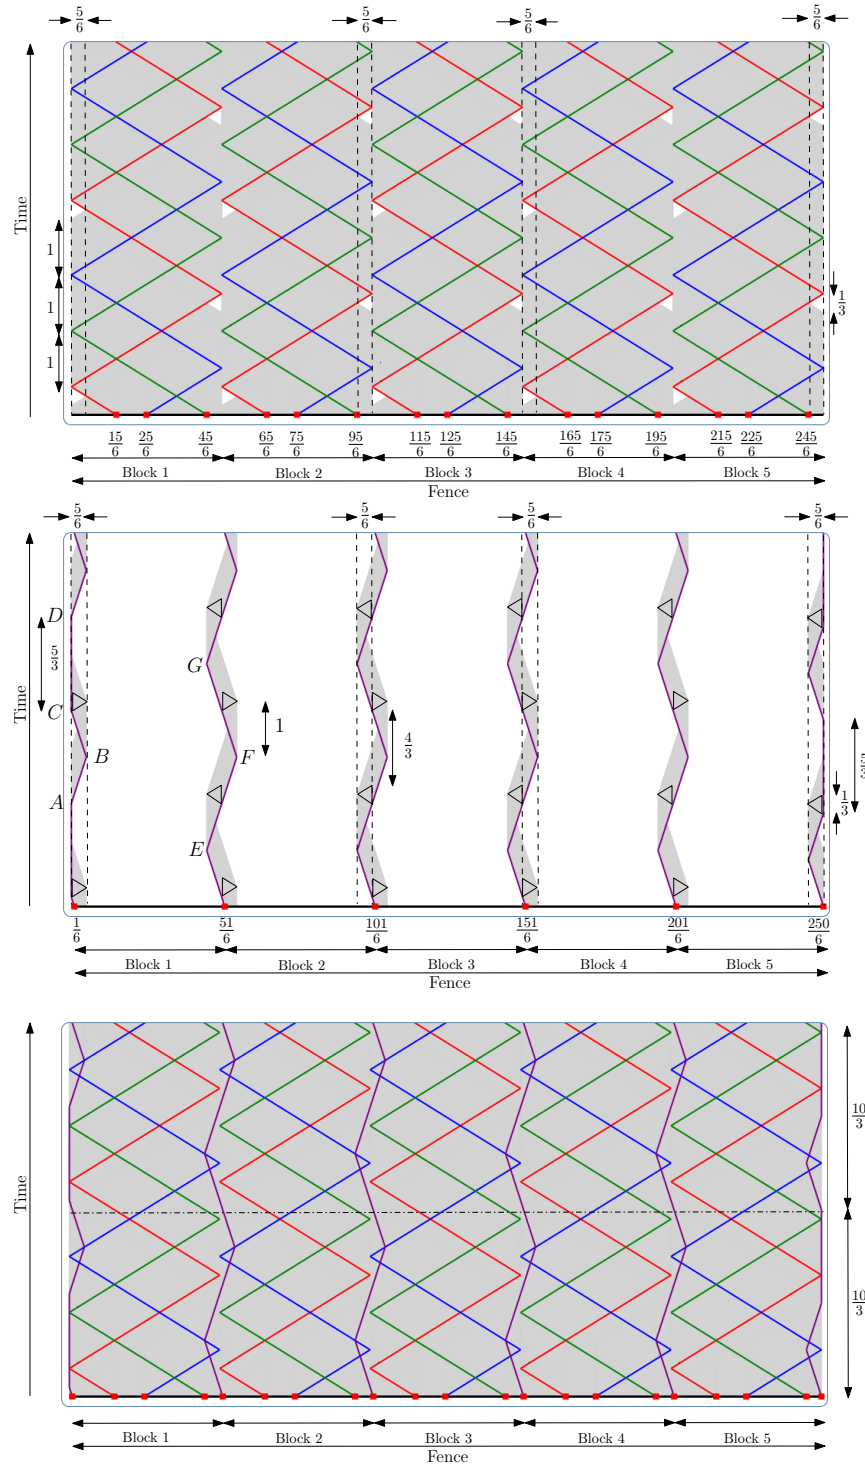 5/6 5/6 5/6 5/6
Time
1
1
1
1/3
15/6 25/6 45/6 65/6 75/6 95/6 115/6 125/6 145/6 165/6 175/6 195/6 215/6 225/6 245/6
Block 1 Block 2 Block 3 Block 4 Block 5
Fence
5/6 5/6 5/6 5/6
Time
D
5/3
G
C
1
4/3
B
F
A
1/3
E
1/6 51/6 101/6 151/6 201/6 250/6
Block 1 Block 2 Block 3 Block 4 Block 5
Fence
Time
10/3
10/3
Block 1 Block 2 Block 3 Block 4 Block 5
Fence